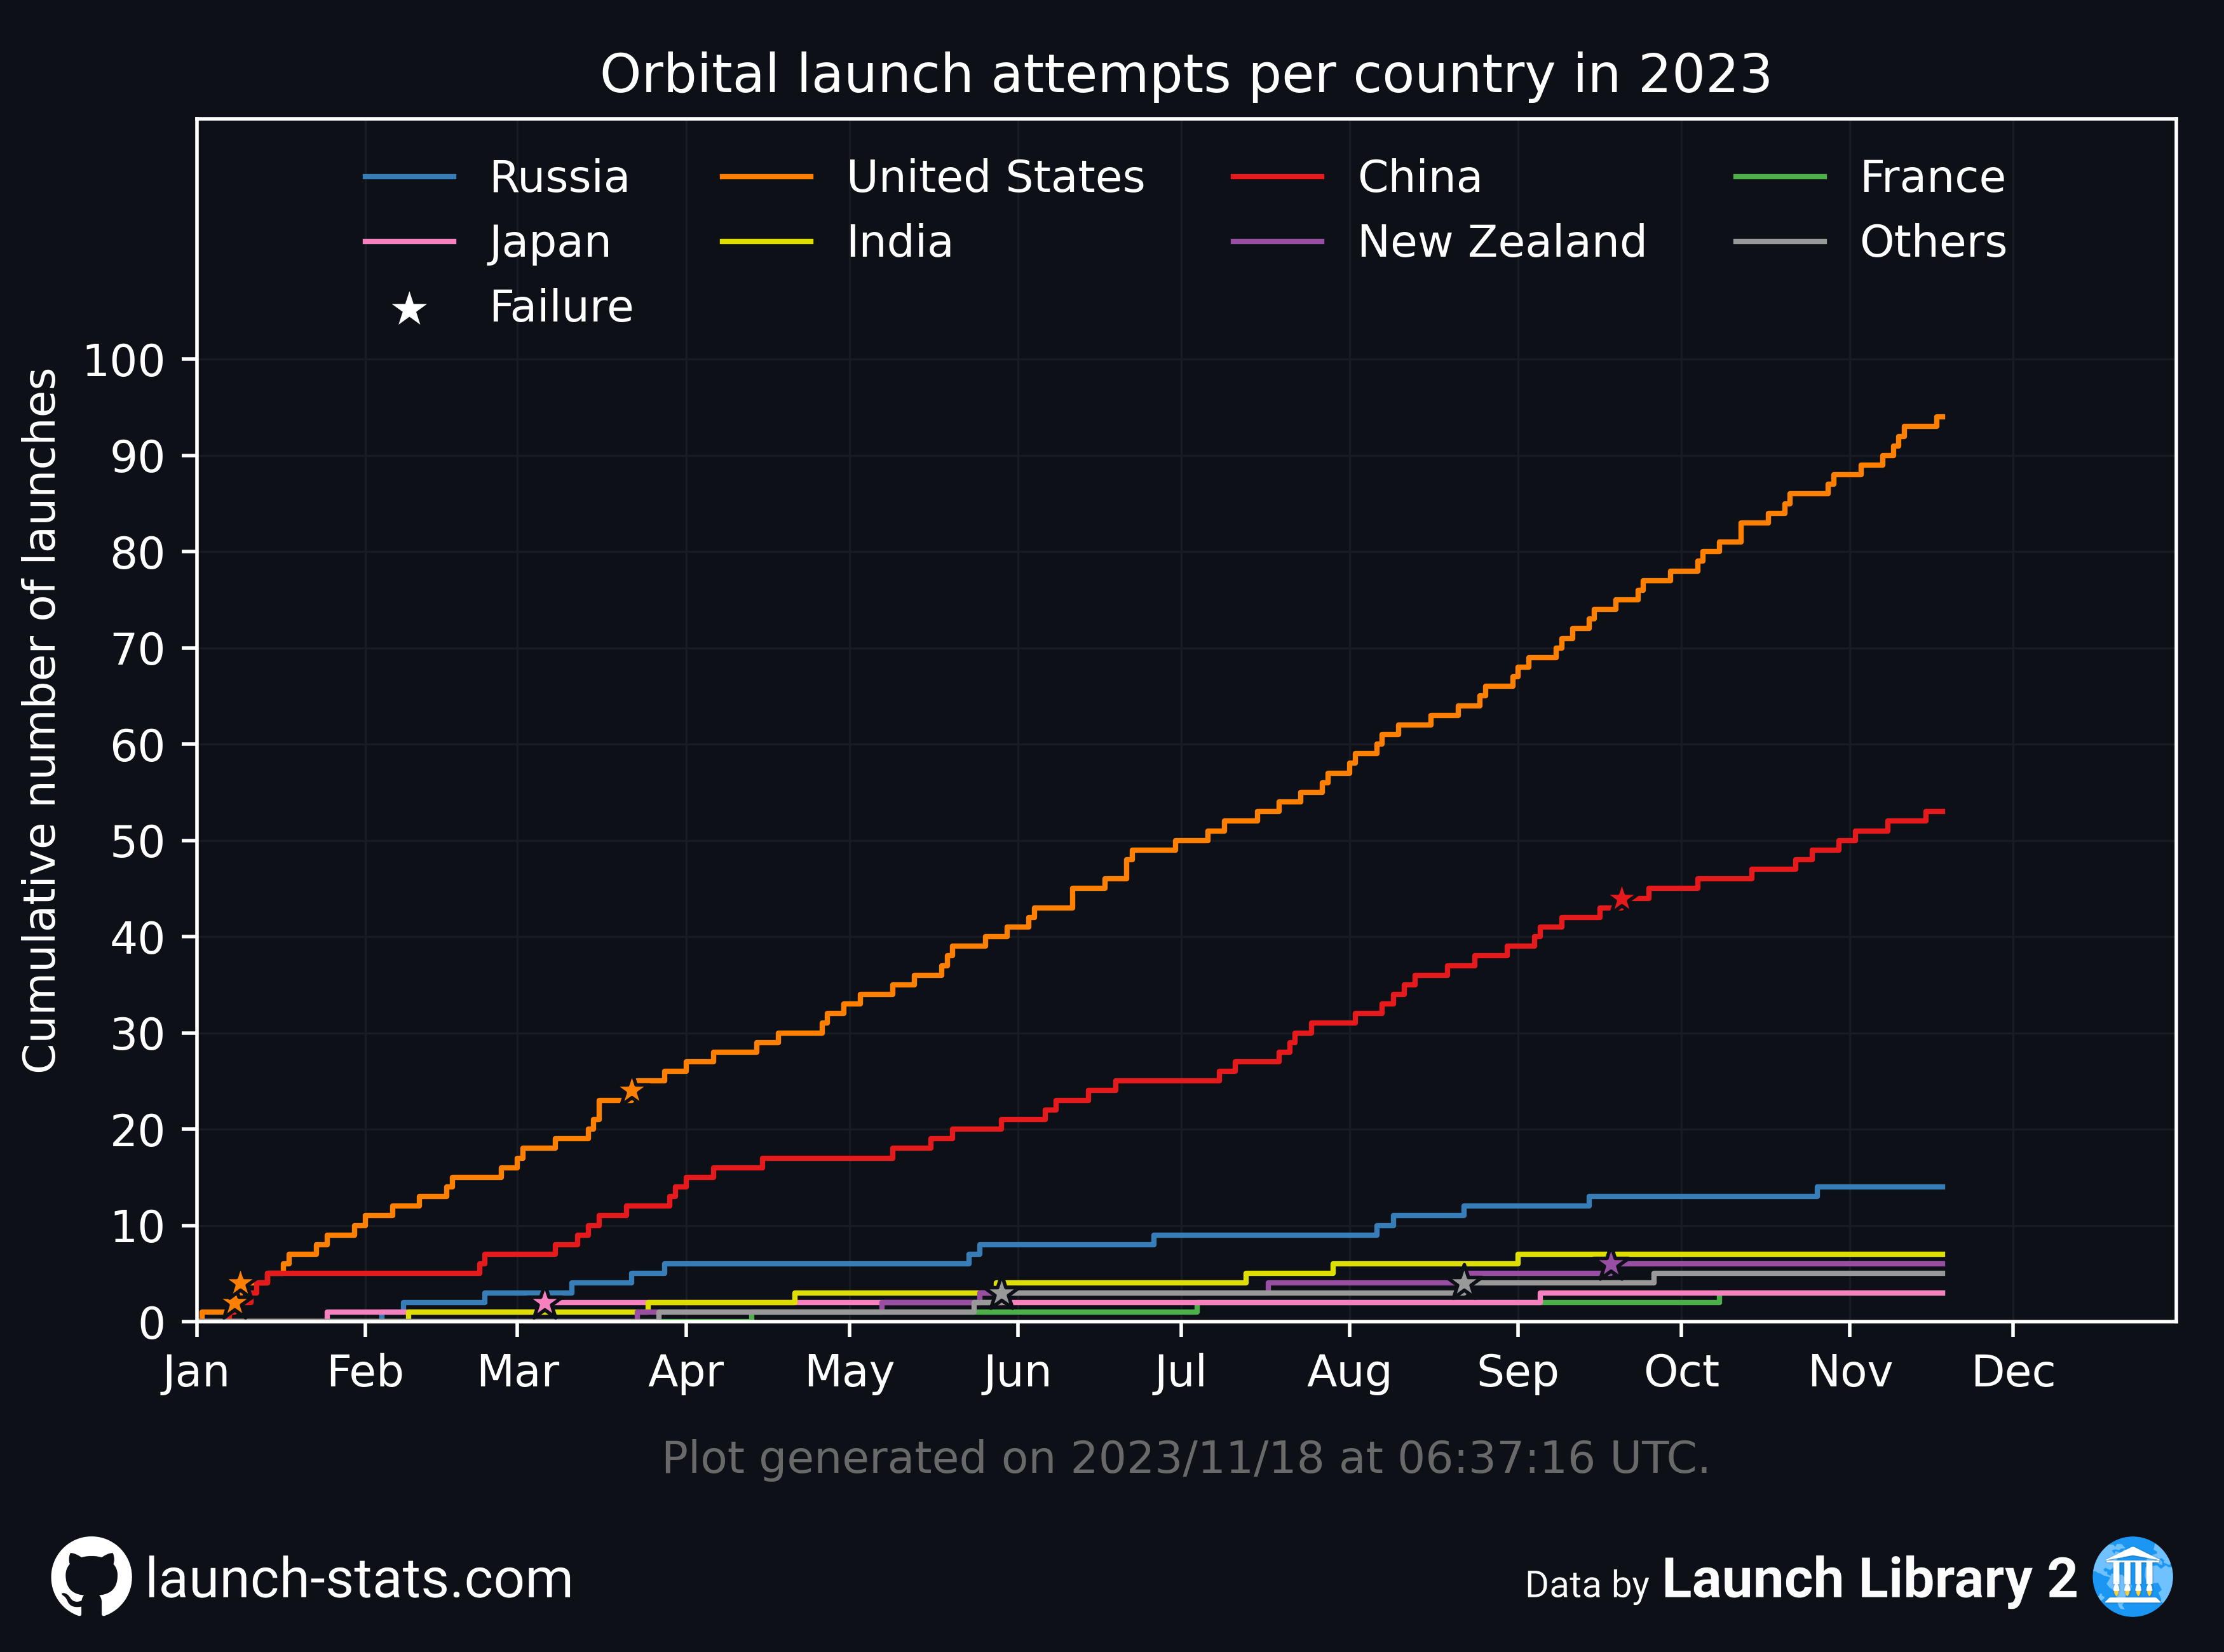 Orbital launch attempts per country in 2023
Russia United States China France
Japan India New Zealand Others
Failure
Cumulative number of launches
100
90
80
70
60
50
40
30
20
10
0
Jan Feb Mar Apr May Jun Jul Aug Sep Oct Nov Dec
Plot generated on 2023/11/18 at 06:37:16 UTC.
launch-stats.com
Data by Launch Library 2